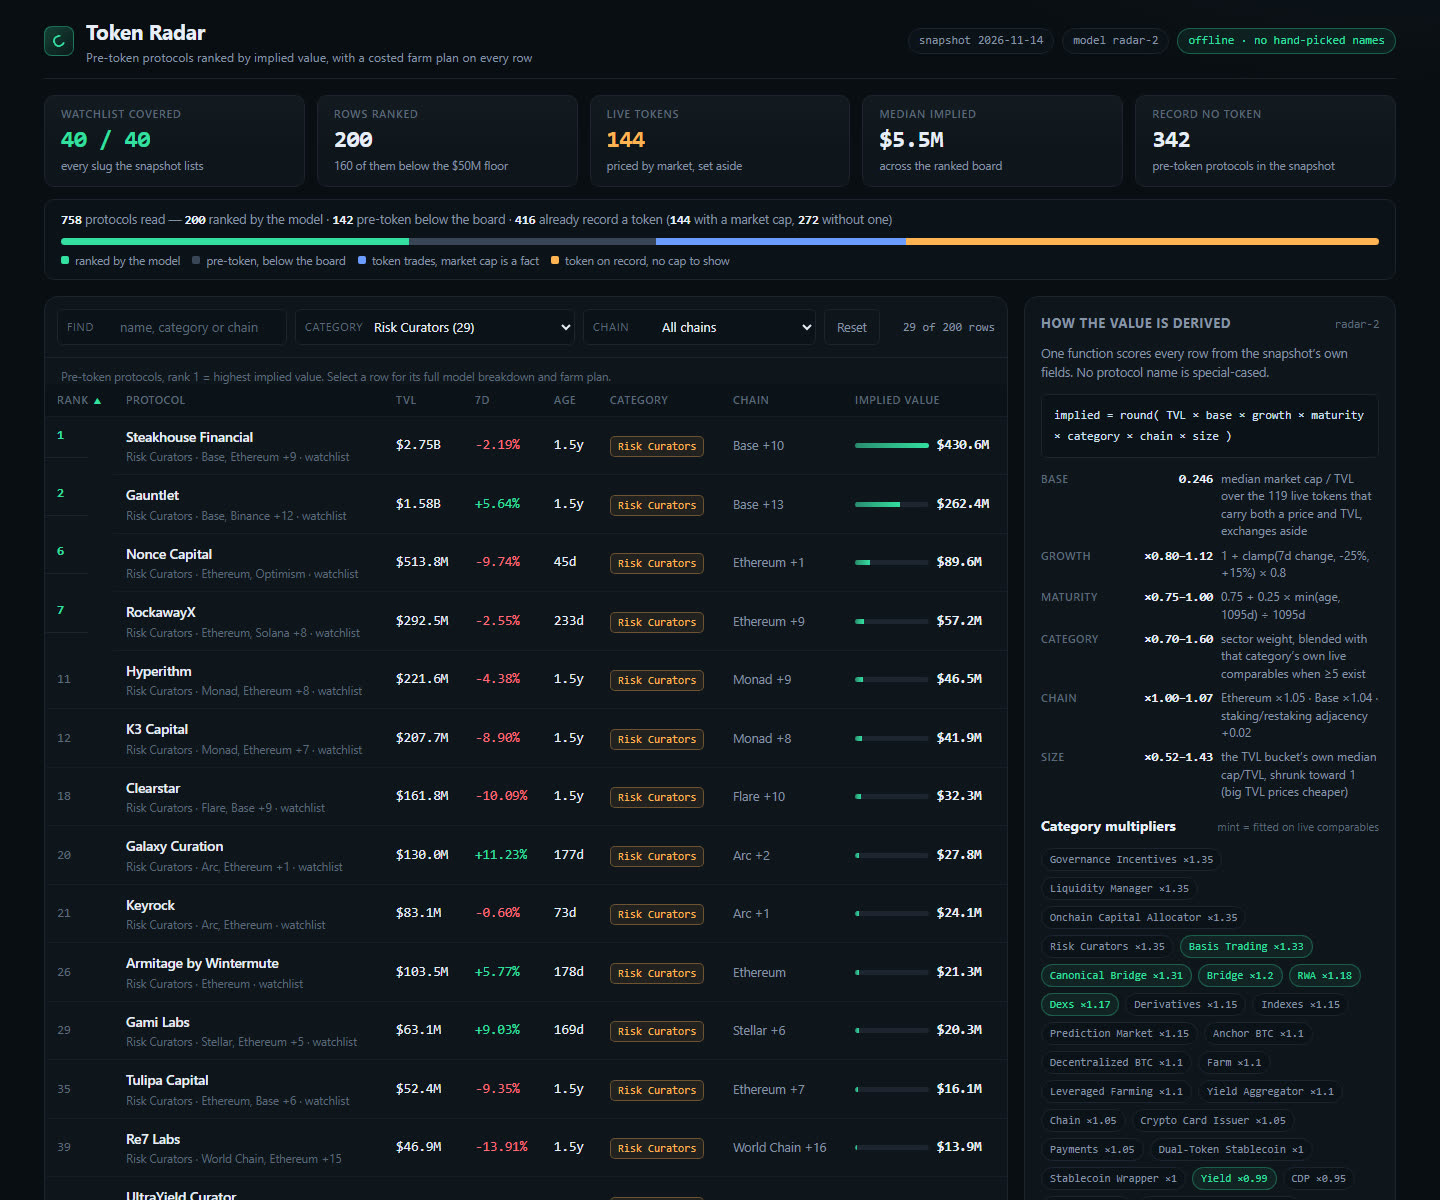 Token Radar
Pre-token protocols ranked by implied value, with a costed farm plan on every row
snapshot 2026-11-14
model radar-2
offline · no hand-picked names
WATCHLIST COVERED
40 / 40
every slug the snapshot lists
ROWS RANKED
200
160 of them below the $50M floor
LIVE TOKENS
144
priced by market, set aside
MEDIAN IMPLIED
$5.5M
across the ranked board
RECORD NO TOKEN
342
pre-token protocols in the snapshot
758 protocols read — 200 ranked by the model · 142 pre-token below the board · 416 already record a token (144 with a market cap, 272 without one)
ranked by the model
pre-token, below the board
token trades, market cap is a fact
token on record, no cap to show
FIND name, category or chain
CATEGORY Risk Curators (29)
CHAIN All chains
Reset
29 of 200 rows
Pre-token protocols, rank 1 = highest implied value. Select a row for its full model breakdown and farm plan.
RANK ▲ PROTOCOL TVL 7D AGE CATEGORY CHAIN IMPLIED VALUE
1 Steakhouse Financial $2.75B -2.19% 1.5y Risk Curators Base +10 $430.6M
Risk Curators · Base, Ethereum +9 · watchlist
2 Gauntlet $1.58B +5.64% 1.5y Risk Curators Base +13 $262.4M
Risk Curators · Base, Binance +12 · watchlist
6 Nonce Capital $513.8M -9.74% 45d Risk Curators Ethereum +1 $89.6M
Risk Curators · Ethereum, Optimism · watchlist
7 RockawayX $292.5M -2.55% 233d Risk Curators Ethereum +9 $57.2M
Risk Curators · Ethereum, Solana +8 · watchlist
11 Hyperithm $221.6M -4.38% 1.5y Risk Curators Monad +9 $46.5M
Risk Curators · Monad, Ethereum +8 · watchlist
12 K3 Capital $207.7M -8.90% 1.5y Risk Curators Monad +8 $41.9M
Risk Curators · Monad, Ethereum +7 · watchlist
18 Clearstar $161.8M -10.09% 1.5y Risk Curators Flare +10 $32.3M
Risk Curators · Flare, Base +9 · watchlist
20 Galaxy Curation $130.0M +11.23% 177d Risk Curators Arc +2 $27.8M
Risk Curators · Arc, Ethereum +1 · watchlist
21 Keyrock $83.1M -0.60% 73d Risk Curators Arc +1 $24.1M
Risk Curators · Arc, Ethereum · watchlist
26 Armitage by Wintermute $103.5M +5.77% 178d Risk Curators Ethereum $21.3M
Risk Curators · Ethereum · watchlist
29 Gami Labs $63.1M +9.03% 169d Risk Curators Stellar +6 $20.3M
Risk Curators · Stellar, Ethereum +5 · watchlist
35 Tulipa Capital $52.4M -9.35% 1.5y Risk Curators Ethereum +7 $16.1M
Risk Curators · Ethereum, Base +6 · watchlist
39 Re7 Labs $46.9M -13.91% 1.5y Risk Curators World Chain +16 $13.9M
Risk Curators · World Chain, Ethereum +15
UltraYield Curator
HOW THE VALUE IS DERIVED
radar-2
One function scores every row from the snapshot's own
fields. No protocol name is special-cased.
implied = round( TVL × base × growth × maturity
× category × chain × size )
BASE 0.246 median market cap / TVL
over the 119 live tokens that
carry both a price and TVL,
exchanges aside
GROWTH ×0.80–1.12 1 + clamp(7d change, -25%,
+15%) × 0.8
MATURITY ×0.75–1.00 0.75 + 0.25 × min(age,
1095d) ÷ 1095d
CATEGORY ×0.70–1.60 sector weight, blended with
that category's own live
comparables when ≥5 exist
CHAIN ×1.00–1.07 Ethereum ×1.05 · Base ×1.04 ·
staking/restaking adjacency
+0.02
SIZE ×0.52–1.43 the TVL bucket's own median
cap/TVL, shrunk toward 1
(big TVL prices cheaper)
Category multipliers
mint = fitted on live comparables
Governance Incentives ×1.35
Liquidity Manager ×1.35
Onchain Capital Allocator ×1.35
Risk Curators ×1.35 Basis Trading ×1.33
Canonical Bridge ×1.31 Bridge ×1.2 RWA ×1.18
Dexs ×1.17 Derivatives ×1.15 Indexes ×1.15
Prediction Market ×1.15 Anchor BTC ×1.1
Decentralized BTC ×1.1 Farm ×1.1
Leveraged Farming ×1.1 Yield Aggregator ×1.1
Chain ×1.05 Crypto Card Issuer ×1.05
Payments ×1.05 Dual-Token Stablecoin ×1
Stablecoin Wrapper ×1 Yield ×0.99 CDP ×0.95